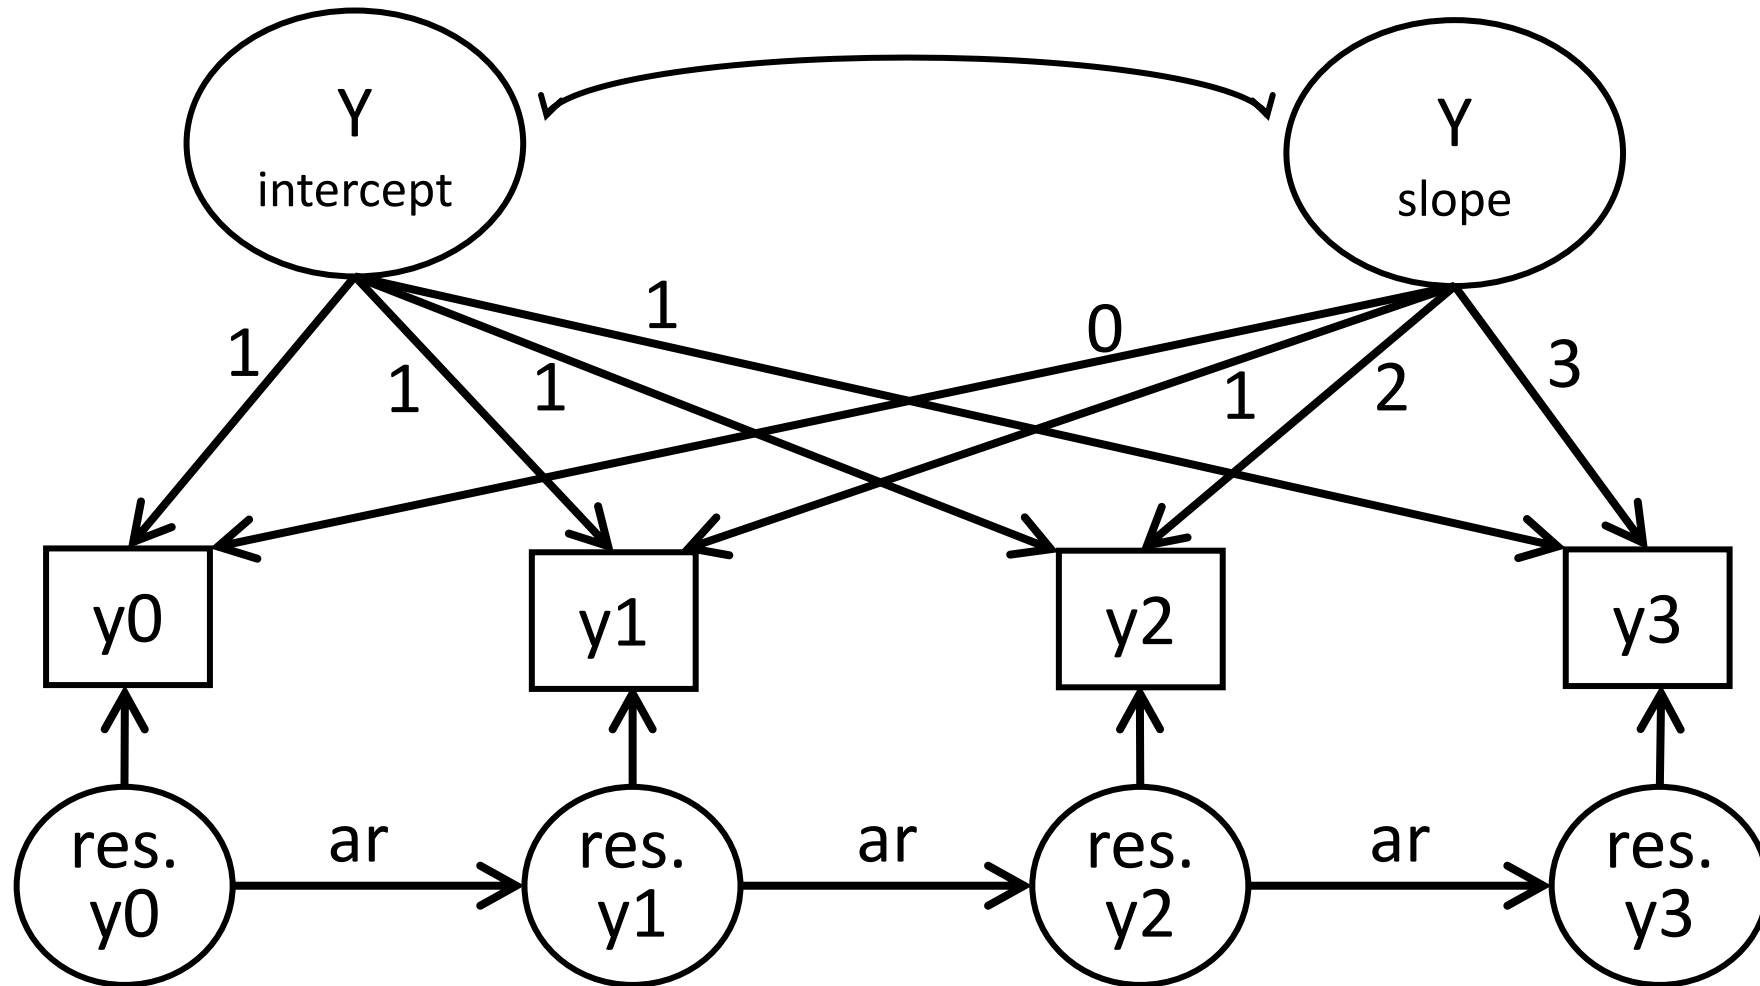 Y
intercept
Y
slope
1
1
1
1
0
1
2
3
y0
y1
y2
y3
res.
y0
ar
res.
y1
ar
res.
y2
ar
res.
y3